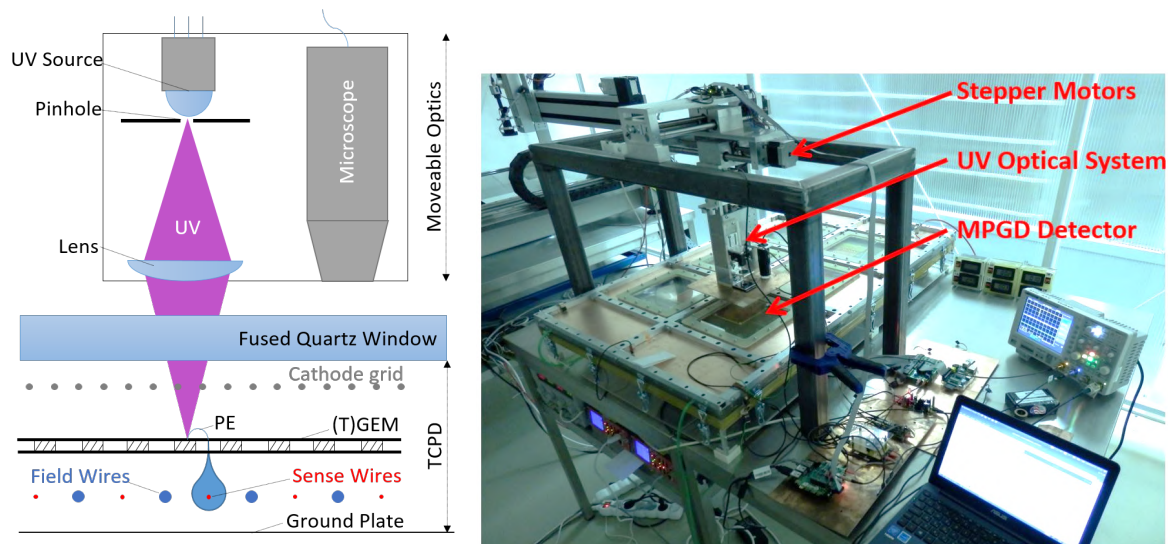 UV Source
Pinhole
UV
Lens
Microscope
Moveable Optics
Fused Quartz Window
Cathode grid
PE
(T)GEM
TCPD
Field Wires
Sense Wires
Ground Plate
Stepper Motors
UV Optical System
MPGD Detector